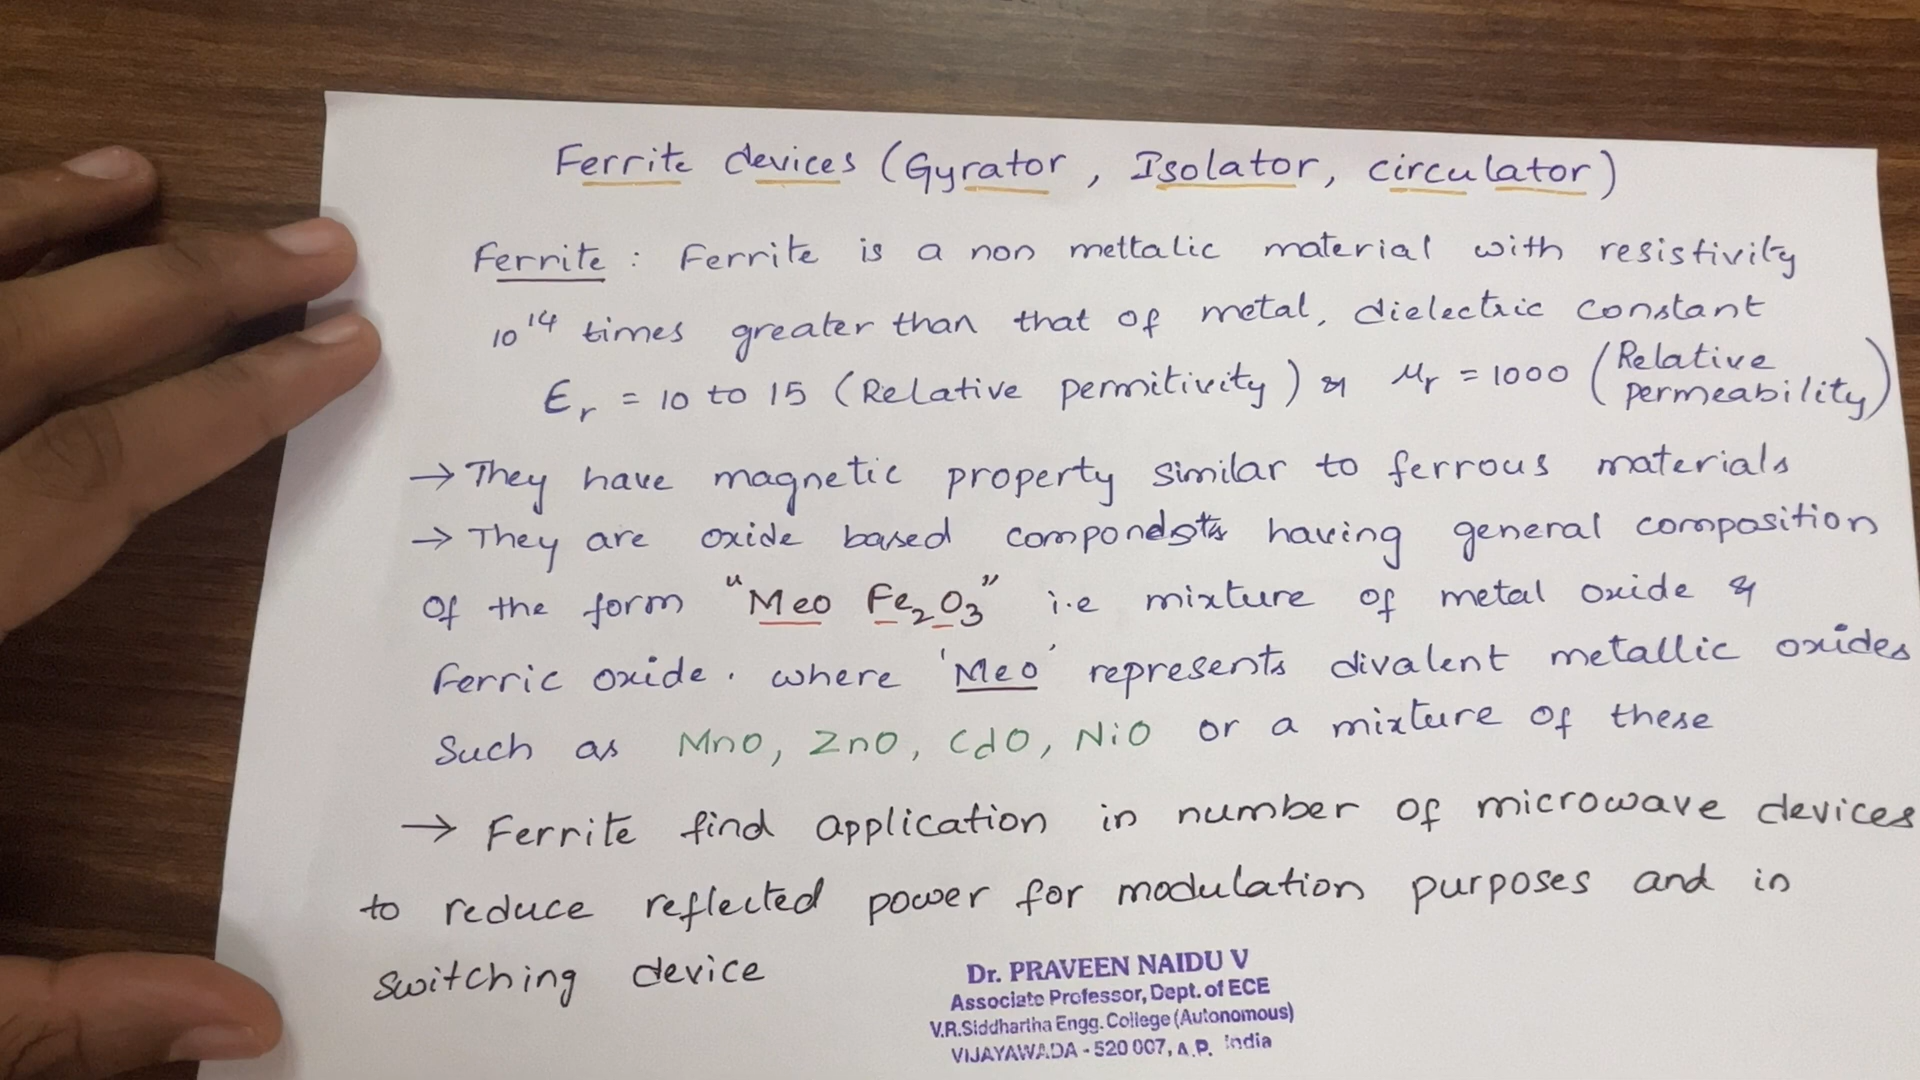 Ferrite devices (Gyrator, Isolator, circulator)
Ferrite : Ferrite is a non mettalic material with resistivity
10¹⁴ times greater than that of metal, dielectric constant
Єr = 10 to 15 (Relative permitivity) & μr = 1000 (Relative permeability)
→ They have magnetic property similar to ferrous materials
→ They are oxide based having general composition
of the form "Meo Fe₂O₃" i.e mixture of metal oxide &
Ferric oxide. where 'Meo' represents divalent metallic oxides
Such as MnO, ZnO, CdO, NiO or a mixture of these
→ Ferrite find application in number of microwave devices
to reduce reflected power for modulation purposes and in
switching device
Dr. PRAVEEN NAIDU V
Associate Professor, Dept. of ECE
V.R.Siddhartha Engg. College (Autonomous)
VIJAYAWADA - 520 007, A.P. India